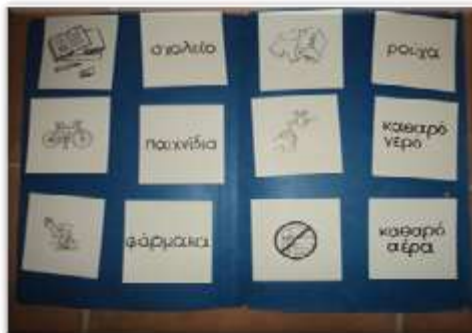 σχολείο
ρούχα
παιχνίδια
καθαρό
νερό
φάρμακα
καθαρό
αέρα